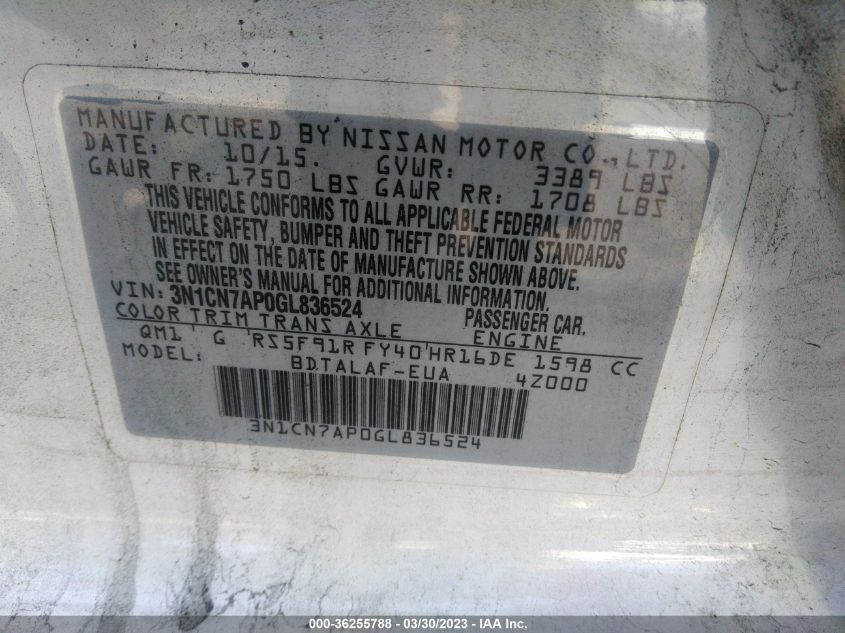 MANUFACTURED BY NISSAN MOTOR CO., LTD.
DATE: 10/15. GVWR: 3389 LBS
GAWR FR: 1750 LBS GAWR RR: 1708 LBS
THIS VEHICLE CONFORMS TO ALL APPLICABLE FEDERAL MOTOR
VEHICLE SAFETY, BUMPER AND THEFT PREVENTION STANDARDS
IN EFFECT ON THE DATE OF MANUFACTURE SHOWN ABOVE.
SEE OWNER'S MANUAL FOR ADDITIONAL INFORMATION.
VIN: 3N1CN7AP0GL836524 PASSENGER CAR.
COLOR TRIM TRANS AXLE ENGINE
QM1 G RS5F91R FY40 HR16DE 1598 CC
MODEL: BDTALAF-EUA 4Z000
3N1CN7AP0GL836524
000-36255788 - 03/30/2023 - IAA Inc.